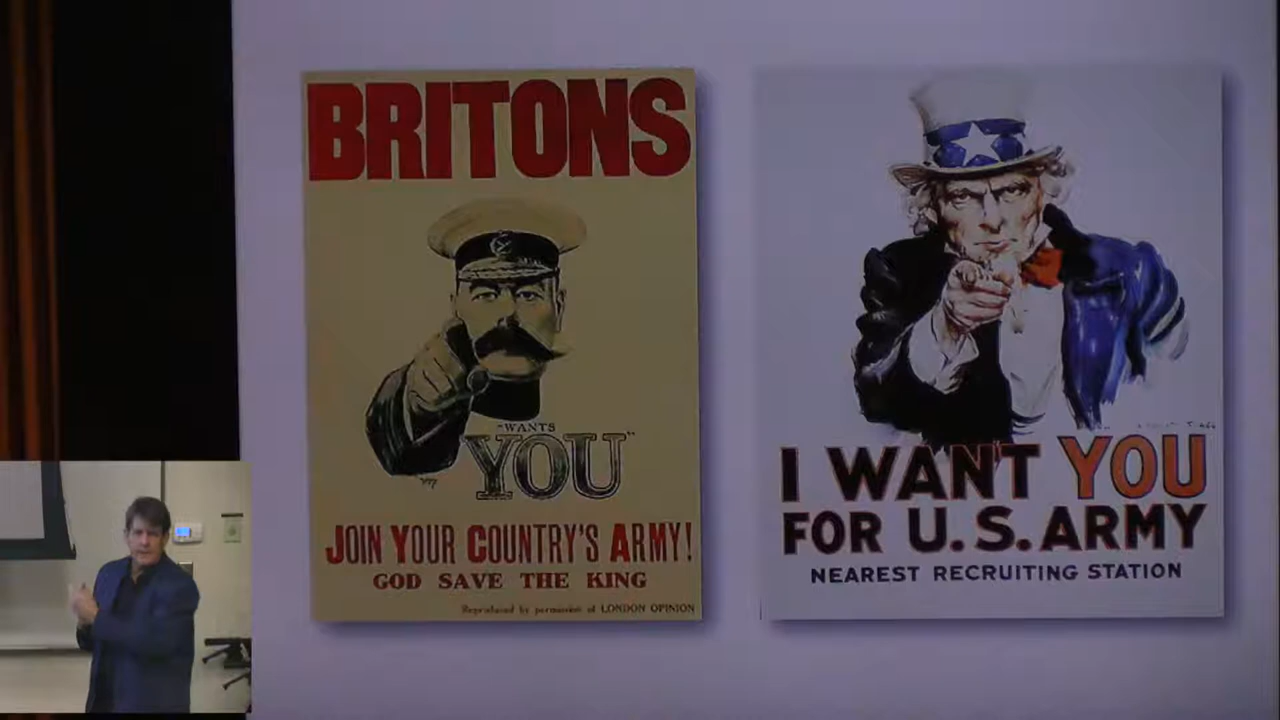 BRITONS
"WANTS
YOU"
JOIN YOUR COUNTRY'S ARMY!
GOD SAVE THE KING
Reproduced by permission of LONDON OPINION
I WANT YOU
FOR U.S. ARMY
NEAREST RECRUITING STATION